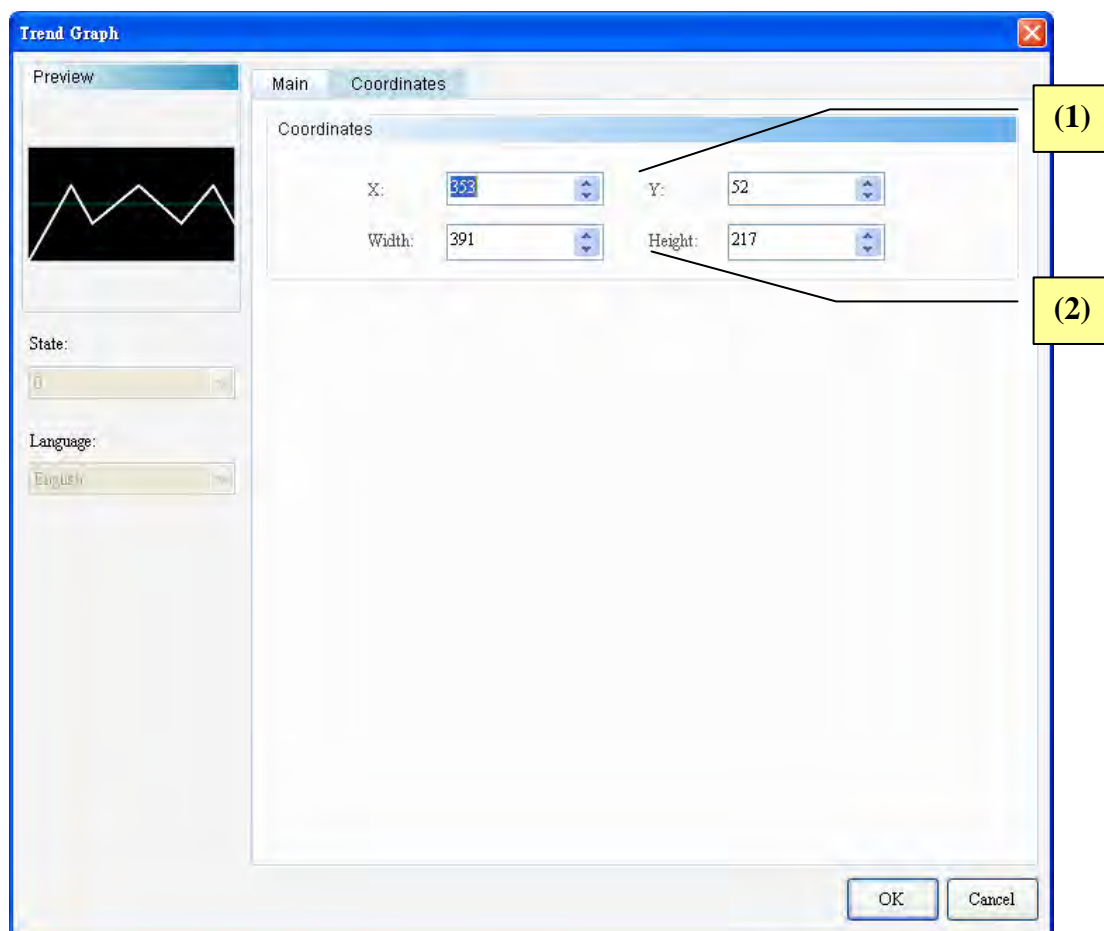 Trend Graph
Preview
Main Coordinates
Coordinates
(1)
X: 353 Y: 52
Width: 391 Height: 217
(2)
State:
0
Language:
English
OK Cancel